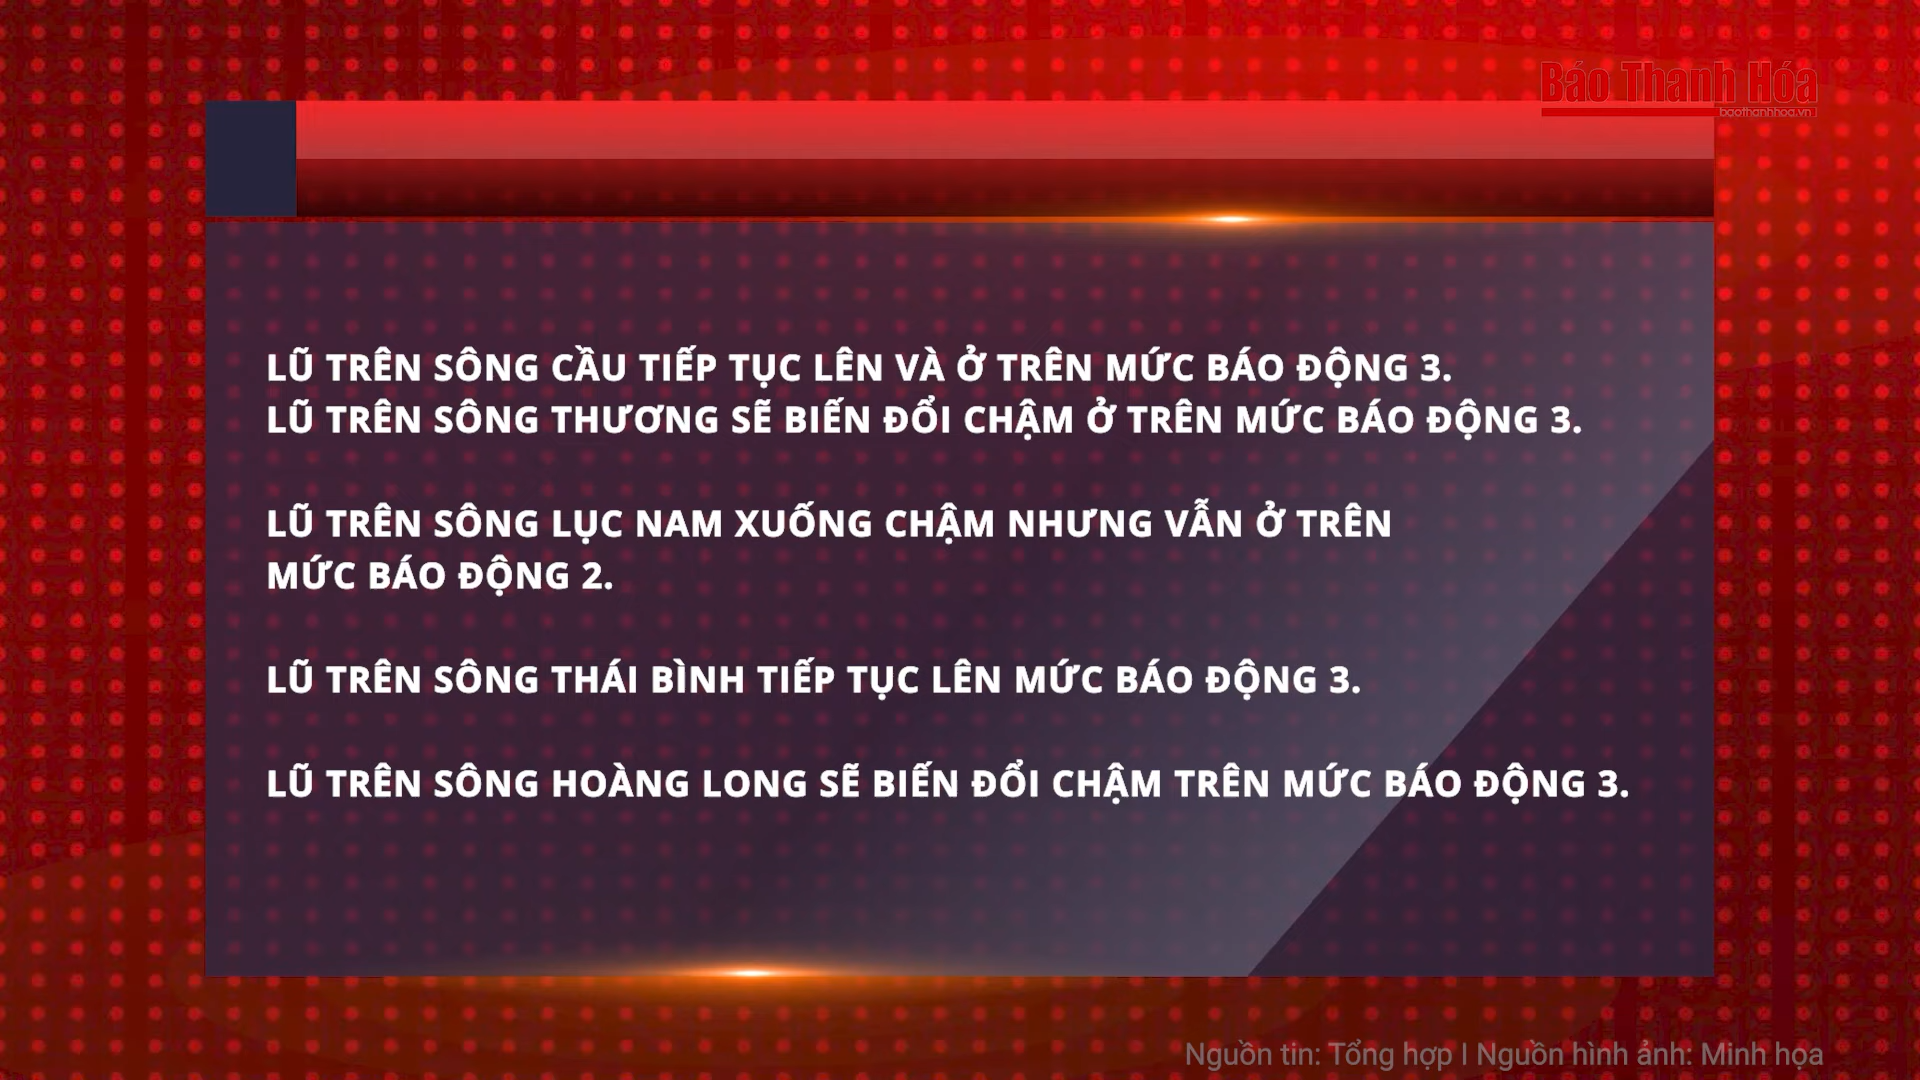 Báo Thanh Hóa
baothanhhoa.vn
LŨ TRÊN SÔNG CẦU TIẾP TỤC LÊN VÀ Ở TRÊN MỨC BÁO ĐỘNG 3.
LŨ TRÊN SÔNG THƯƠNG SẼ BIẾN ĐỔI CHẬM Ở TRÊN MỨC BÁO ĐỘNG 3.
LŨ TRÊN SÔNG LỤC NAM XUỐNG CHẬM NHƯNG VẪN Ở TRÊN
MỨC BÁO ĐỘNG 2.
LŨ TRÊN SÔNG THÁI BÌNH TIẾP TỤC LÊN MỨC BÁO ĐỘNG 3.
LŨ TRÊN SÔNG HOÀNG LONG SẼ BIẾN ĐỔI CHẬM TRÊN MỨC BÁO ĐỘNG 3.
Nguồn tin: Tổng hợp I Nguồn hình ảnh: Minh họa